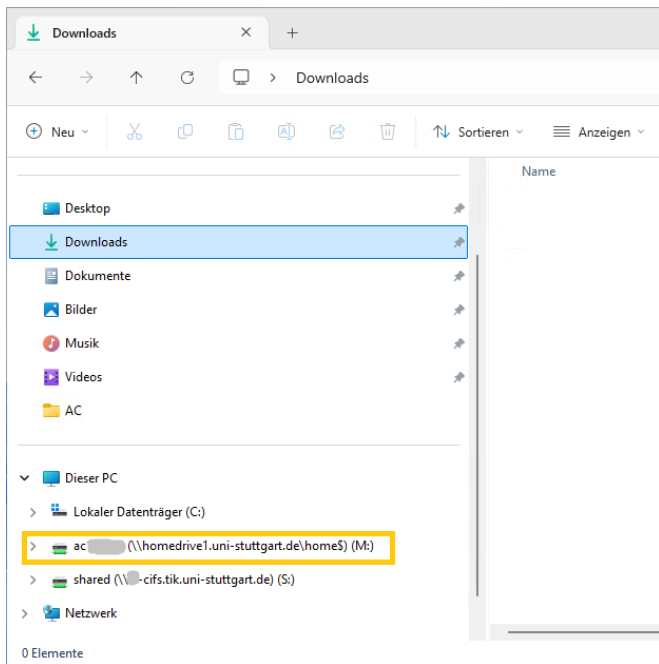 Downloads
Downloads
Neu
Sortieren
Anzeigen
Name
Desktop
Downloads
Dokumente
Bilder
Musik
Videos
AC
Dieser PC
Lokaler Datenträger (C:)
ac (\\homedrive1.uni-stuttgart.de\home$) (M:)
shared (\\ -cifs.tik.uni-stuttgart.de) (S:)
Netzwerk
0 Elemente